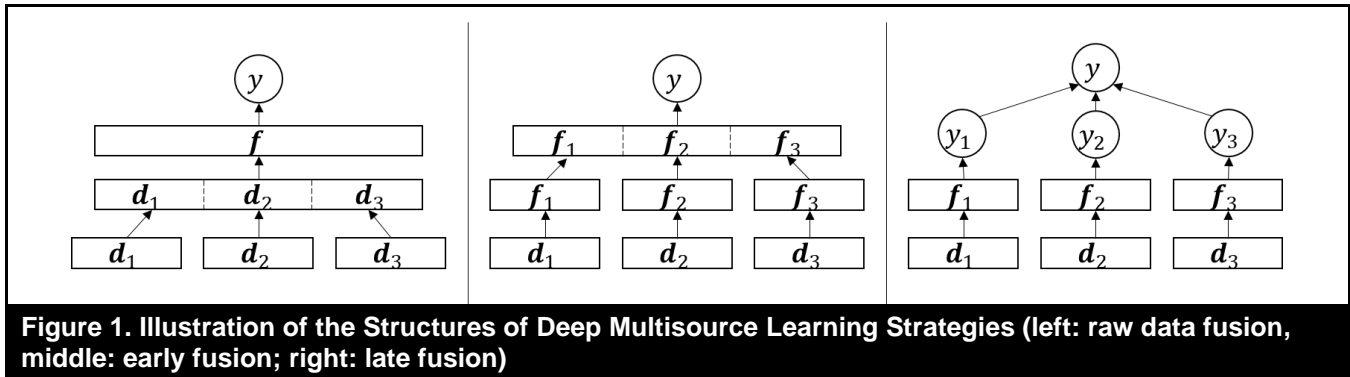 y y y
y₁ y₂ y₃
f f₁ f₂ f₃
d₁ d₂ d₃ f₁ f₂ f₃ f₁ f₂ f₃
d₁ d₂ d₃ d₁ d₂ d₃ d₁ d₂ d₃
Figure 1. Illustration of the Structures of Deep Multisource Learning Strategies (left: raw data fusion,
middle: early fusion; right: late fusion)